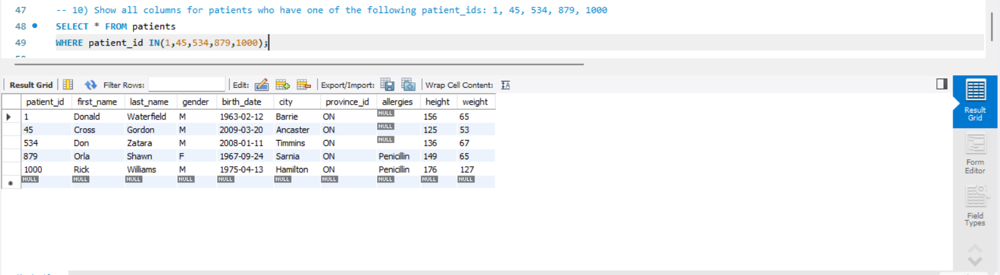 47 -- 10) Show all columns for patients who have one of the following patient_ids: 1, 45, 534, 879, 1000
48 SELECT * FROM patients
49 WHERE patient_id IN(1,45,534,879,1000);
Result Grid Filter Rows: Edit: Export/Import: Wrap Cell Content: IA
patient_id first_name last_name gender birth_date city province_id allergies height weight
1 Donald Waterfield M 1963-02-12 Barrie ON NULL 156 65
45 Cross Gordon M 2009-03-20 Ancaster ON NULL 125 53
534 Don Zatara M 2008-01-11 Timmins ON NULL 136 67
879 Orla Shawn F 1967-09-24 Sarnia ON Penicillin 149 65
1000 Rick Williams M 1975-04-13 Hamilton ON Penicillin 176 127
NULL NULL NULL NULL NULL NULL NULL NULL NULL NULL
Result
Grid
Form
Editor
Field
Types